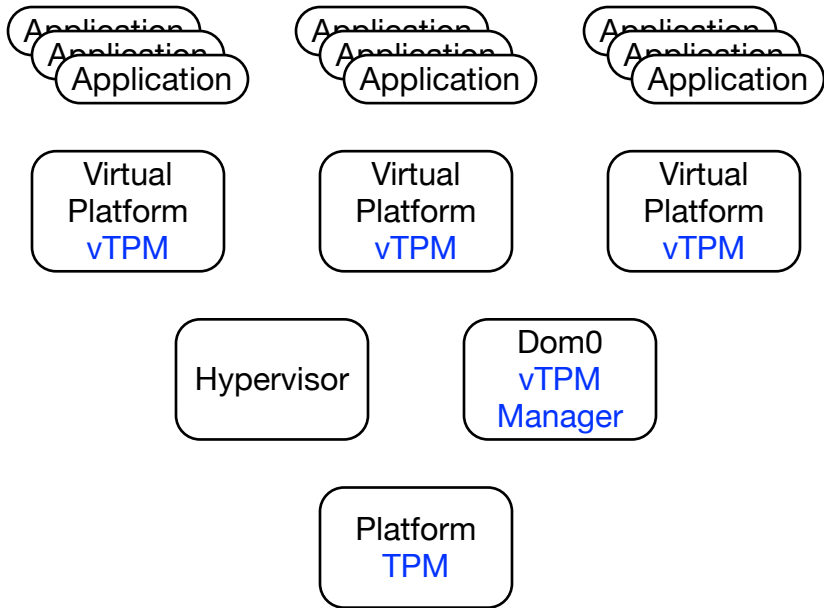 Application Application Application
Application Application Application
Application Application Application
Virtual Virtual Virtual
Platform Platform Platform
vTPM vTPM vTPM
Hypervisor
Dom0
vTPM
Manager
Platform
TPM